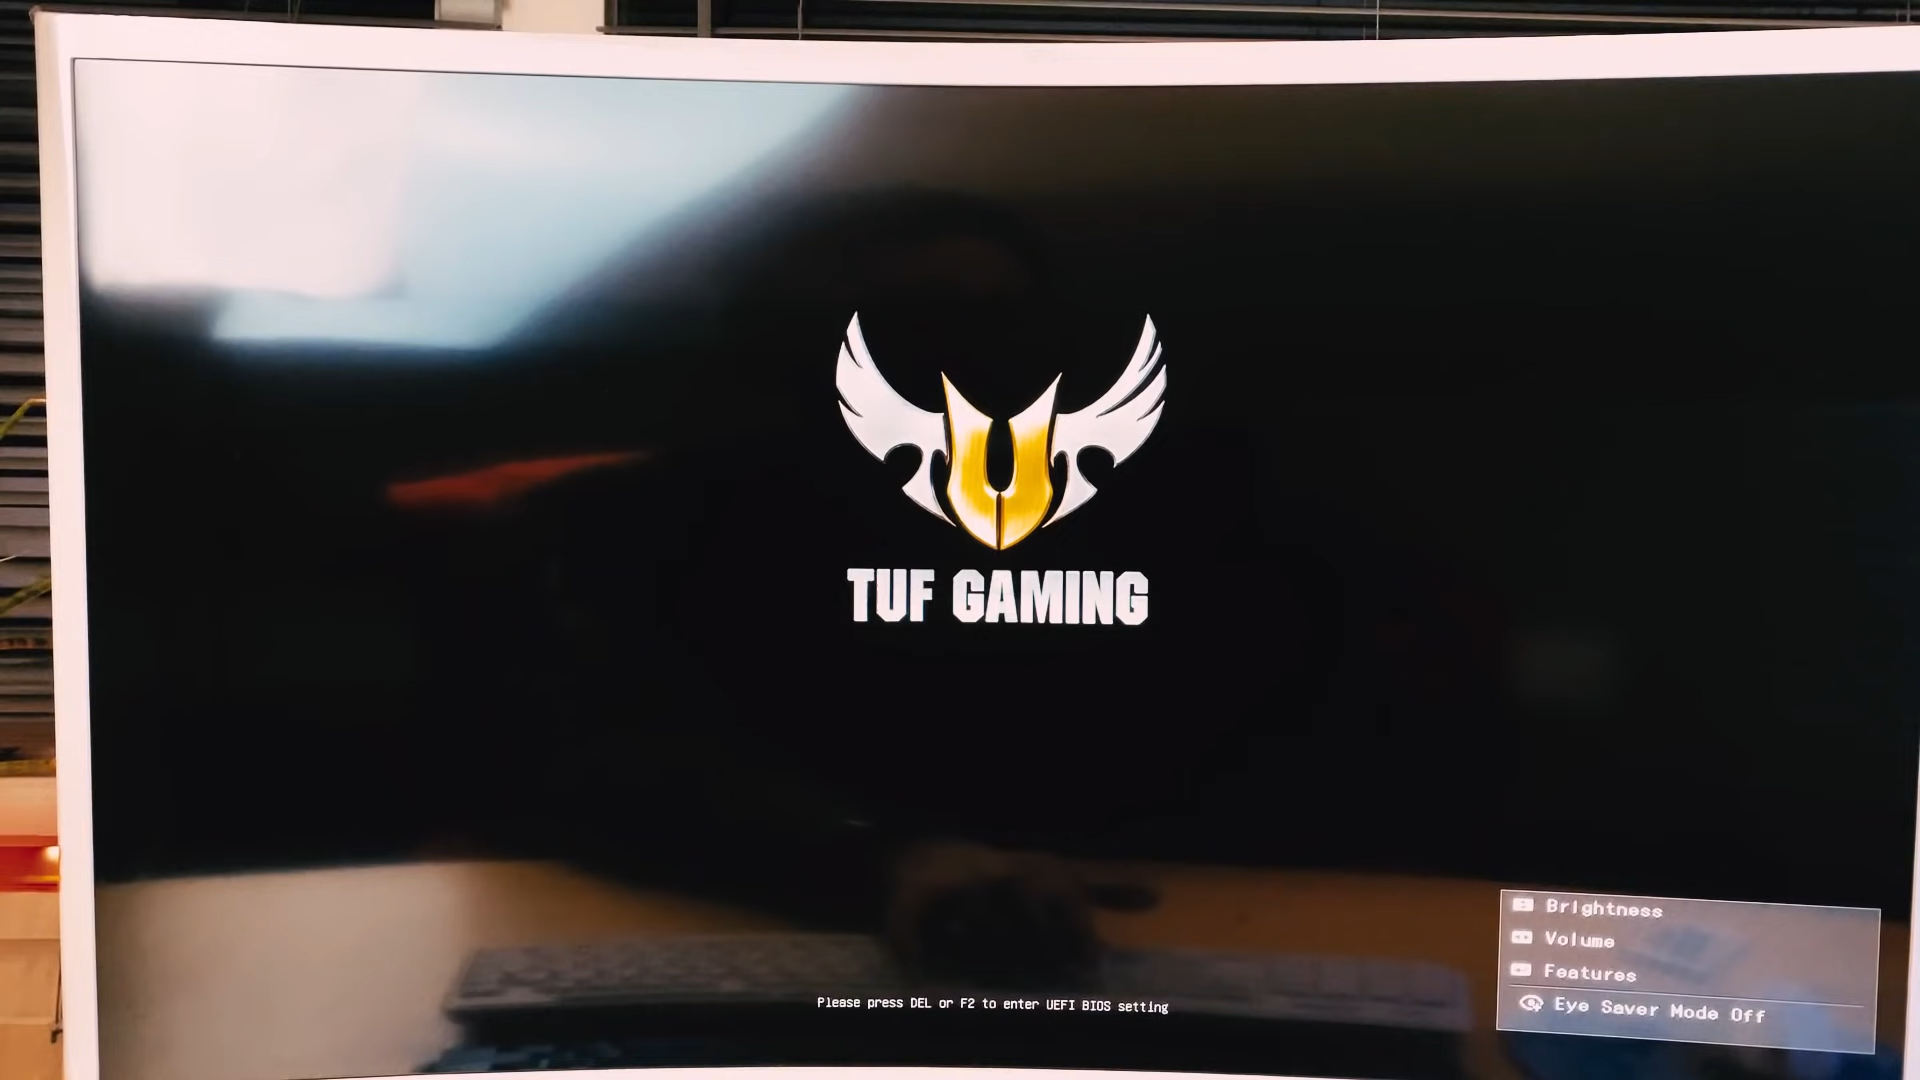 TUF GAMING
Please press DEL or F2 to enter UEFI BIOS setting
Brightness
Volume
Features
Eye Saver Mode Off